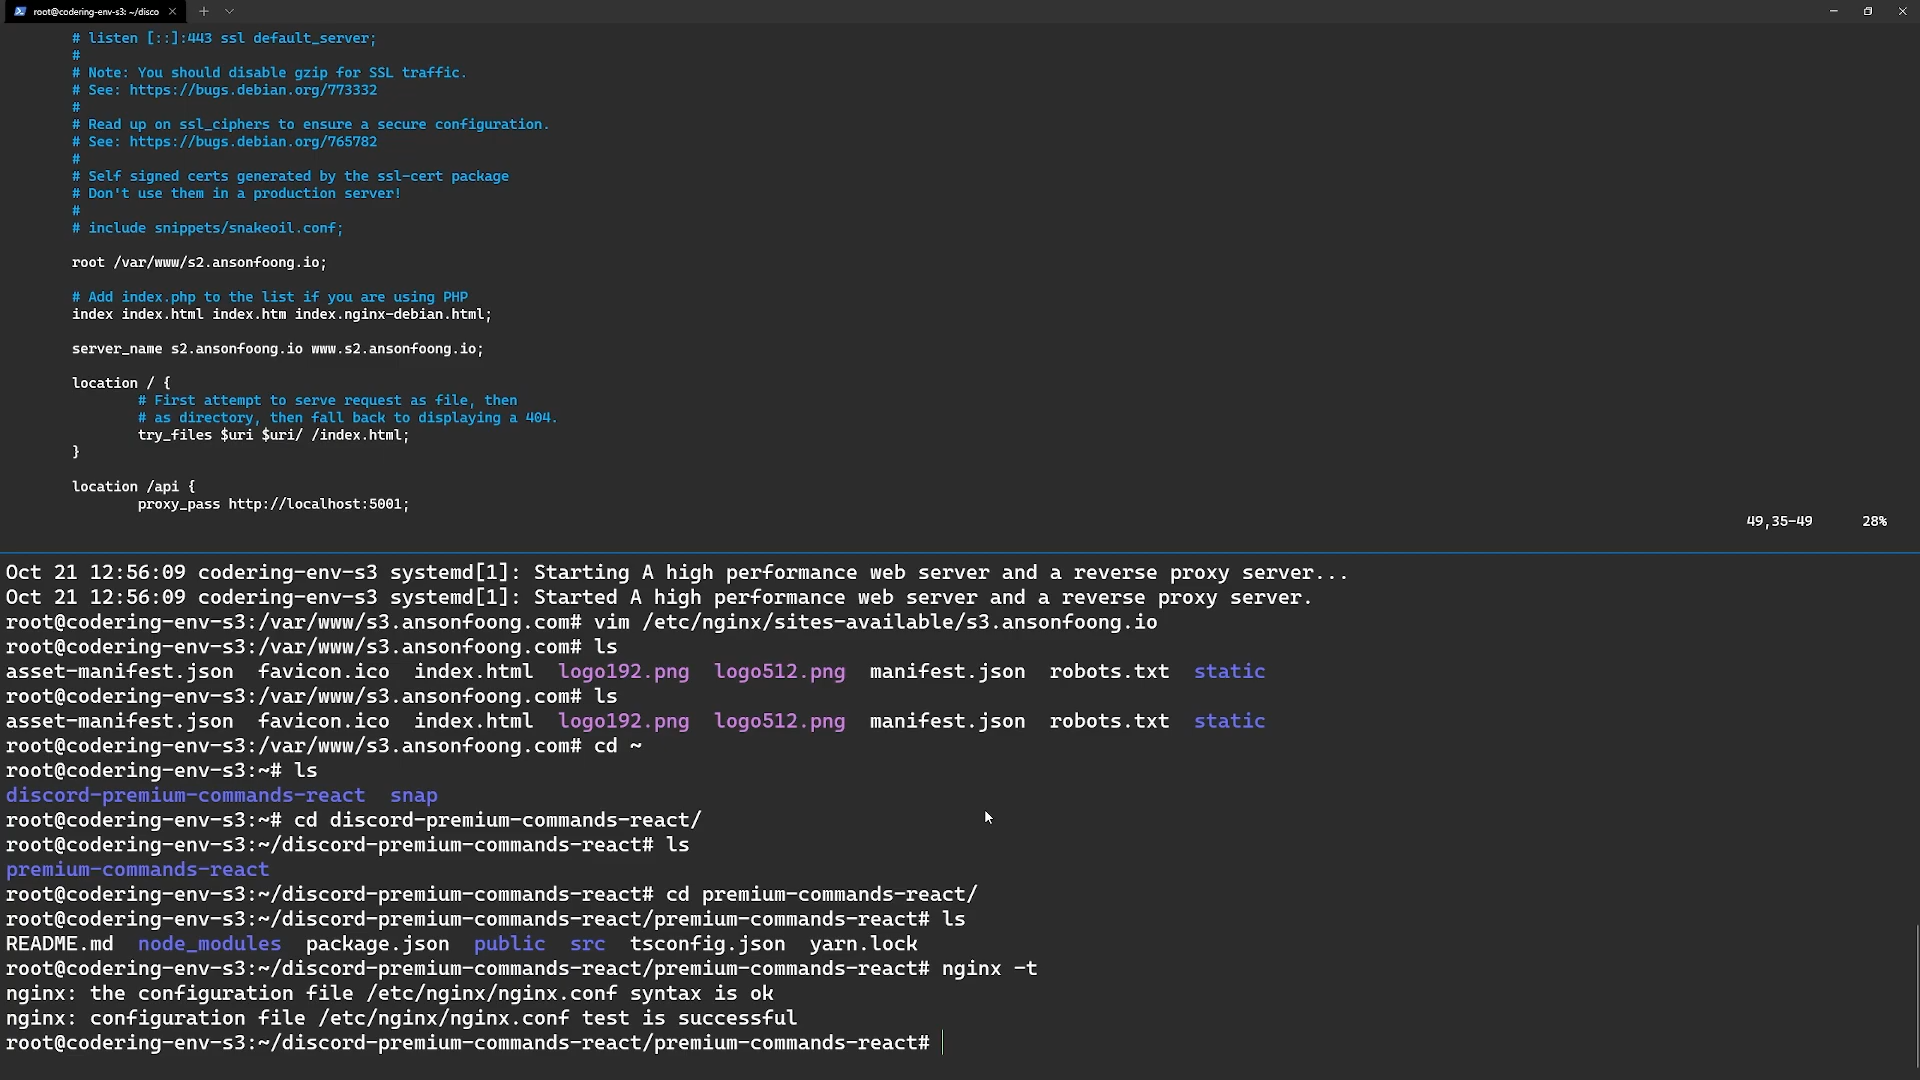 root@codering-env-s3: ~/disco
# listen [::]:443 ssl default_server;
#
# Note: You should disable gzip for SSL traffic.
# See: https://bugs.debian.org/773332
#
# Read up on ssl_ciphers to ensure a secure configuration.
# See: https://bugs.debian.org/765782
#
# Self signed certs generated by the ssl-cert package
# Don't use them in a production server!
#
# include snippets/snakeoil.conf;
root /var/www/s2.ansonfoong.io;
# Add index.php to the list if you are using PHP
index index.html index.htm index.nginx-debian.html;
server_name s2.ansonfoong.io www.s2.ansonfoong.io;
location / {
# First attempt to serve request as file, then
# as directory, then fall back to displaying a 404.
try_files $uri $uri/ /index.html;
}
location /api {
proxy_pass http://localhost:5001;
49,35-49 28%
Oct 21 12:56:09 codering-env-s3 systemd[1]: Starting A high performance web server and a reverse proxy server...
Oct 21 12:56:09 codering-env-s3 systemd[1]: Started A high performance web server and a reverse proxy server.
root@codering-env-s3:/var/www/s3.ansonfoong.com# vim /etc/nginx/sites-available/s3.ansonfoong.io
root@codering-env-s3:/var/www/s3.ansonfoong.com# ls
asset-manifest.json favicon.ico index.html logo192.png logo512.png manifest.json robots.txt static
root@codering-env-s3:/var/www/s3.ansonfoong.com# ls
asset-manifest.json favicon.ico index.html logo192.png logo512.png manifest.json robots.txt static
root@codering-env-s3:/var/www/s3.ansonfoong.com# cd ~
root@codering-env-s3:~# ls
discord-premium-commands-react snap
root@codering-env-s3:~# cd discord-premium-commands-react/
root@codering-env-s3:~/discord-premium-commands-react# ls
premium-commands-react
root@codering-env-s3:~/discord-premium-commands-react# cd premium-commands-react/
root@codering-env-s3:~/discord-premium-commands-react/premium-commands-react# ls
README.md node_modules package.json public src tsconfig.json yarn.lock
root@codering-env-s3:~/discord-premium-commands-react/premium-commands-react# nginx -t
nginx: the configuration file /etc/nginx/nginx.conf syntax is ok
nginx: configuration file /etc/nginx/nginx.conf test is successful
root@codering-env-s3:~/discord-premium-commands-react/premium-commands-react#